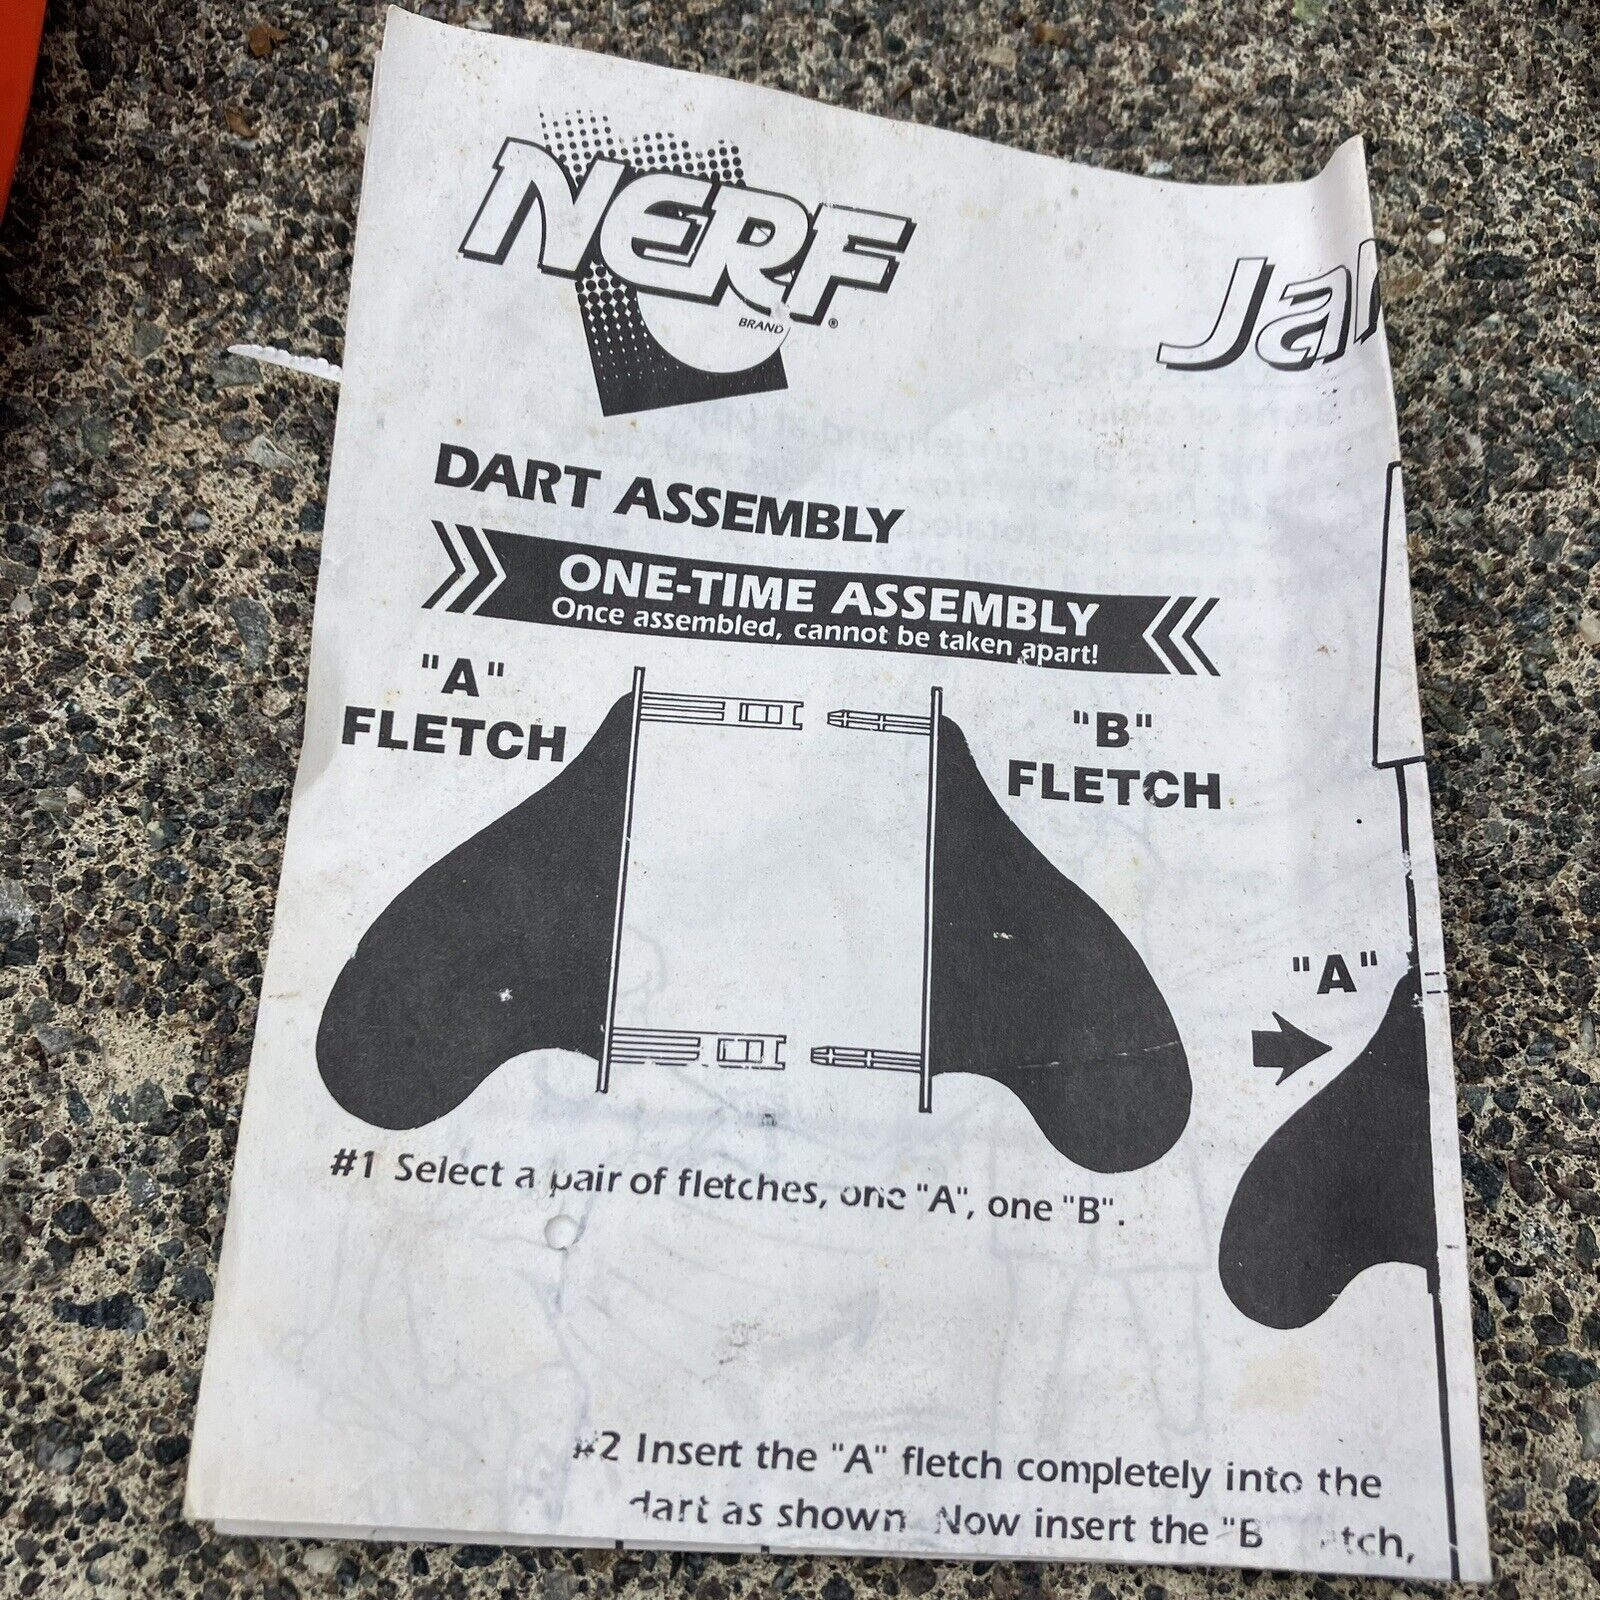 NERF
BRAND ®
DART ASSEMBLY
ONE-TIME ASSEMBLY
Once assembled, cannot be taken apart!
"A"
FLETCH
"B"
FLETCH
"A"
#1 Select a pair of fletches, one "A", one "B".
#2 Insert the "A" fletch completely into the
dart as shown. Now insert the "B"